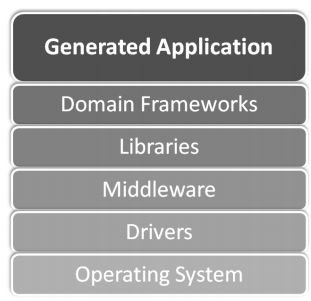 Generated Application
Domain Frameworks
Libraries
Middleware
Drivers
Operating System